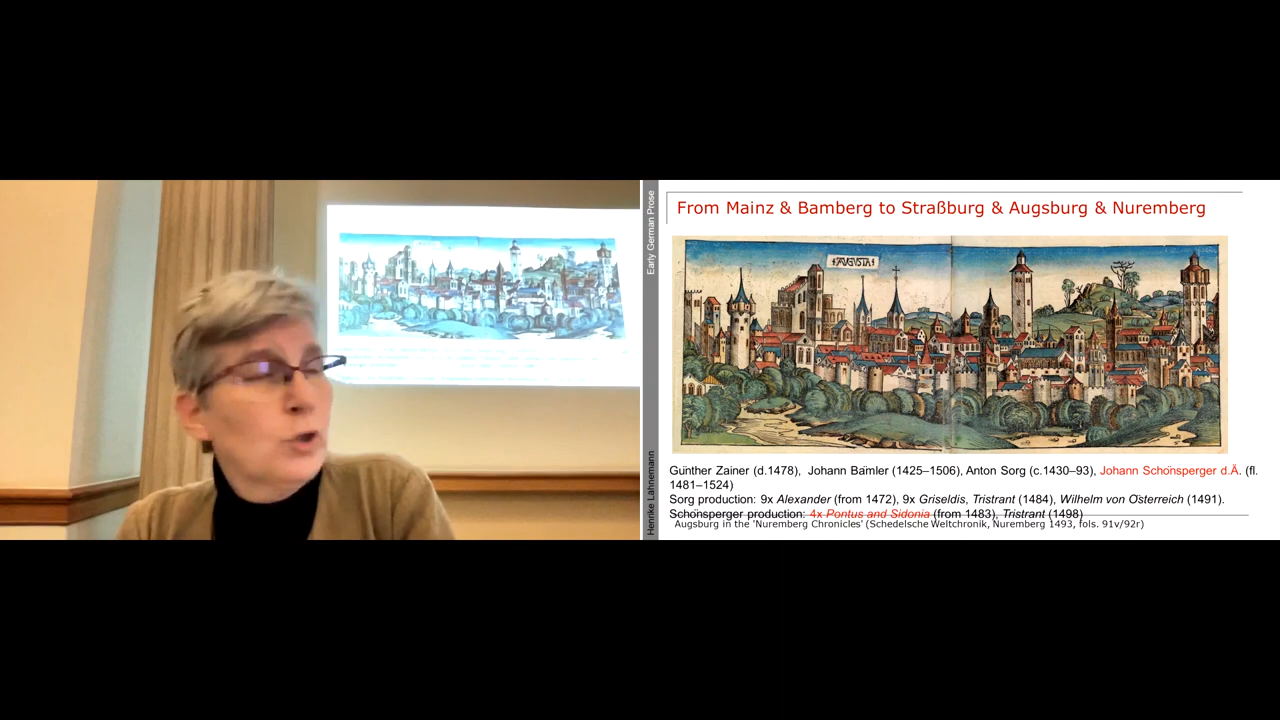 Early German Prose
Henrike Lahnemann
From Mainz & Bamberg to Straßburg & Augsburg & Nuremberg
AVGVSTA
Günther Zainer (d.1478), Johann Bämler (1425–1506), Anton Sorg (c.1430–93), Johann Schönsperger d.Ä. (fl.
1481–1524)
Sorg production: 9x Alexander (from 1472), 9x Griseldis, Tristrant (1484), Wilhelm von Österreich (1491).
Schönsperger production: 4x Pontus and Sidonia (from 1483), Tristrant (1498)
Augsburg in the 'Nuremberg Chronicles' (Schedelsche Weltchronik, Nuremberg 1493, fols. 91v/92r)